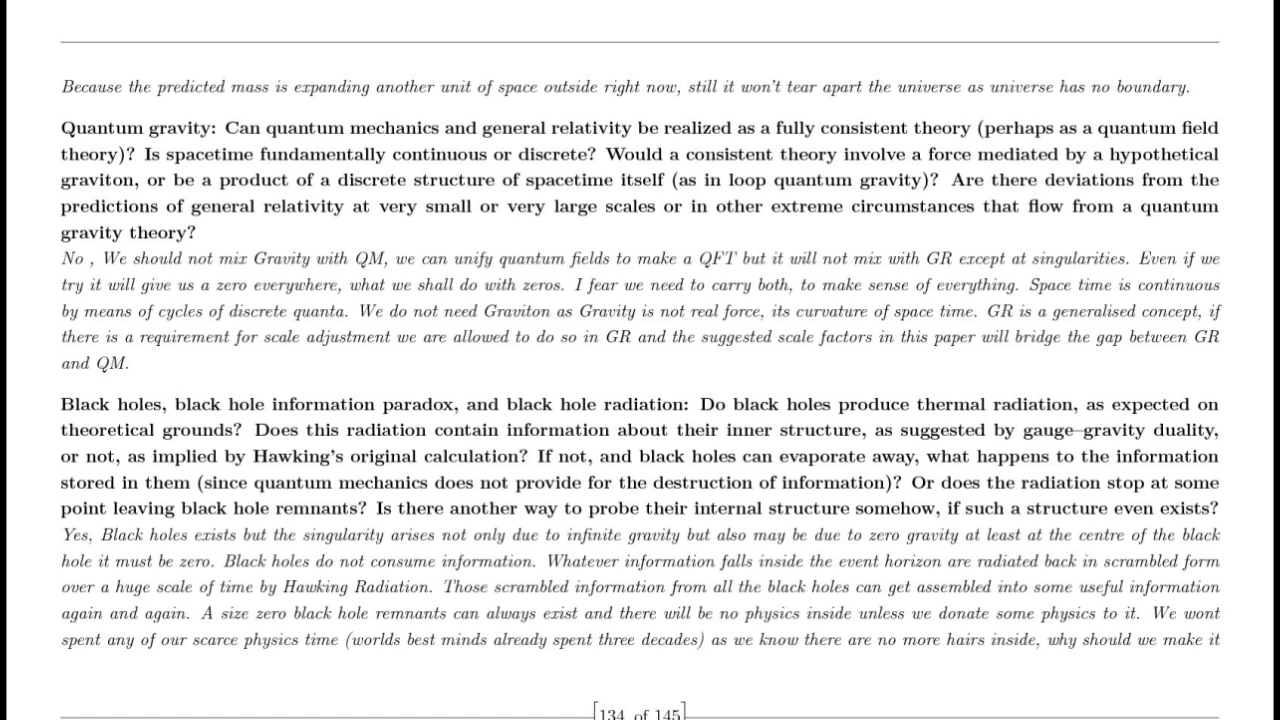 Because the predicted mass is expanding another unit of space outside right now, still it won't tear apart the universe as universe has no boundary.
Quantum gravity: Can quantum mechanics and general relativity be realized as a fully consistent theory (perhaps as a quantum field
theory)? Is spacetime fundamentally continuous or discrete? Would a consistent theory involve a force mediated by a hypothetical
graviton, or be a product of a discrete structure of spacetime itself (as in loop quantum gravity)? Are there deviations from the
predictions of general relativity at very small or very large scales or in other extreme circumstances that flow from a quantum
gravity theory?
No , We should not mix Gravity with QM, we can unify quantum fields to make a QFT but it will not mix with GR except at singularities. Even if we
try it will give us a zero everywhere, what we shall do with zeros. I fear we need to carry both, to make sense of everything. Space time is continuous
by means of cycles of discrete quanta. We do not need Graviton as Gravity is not real force, its curvature of space time. GR is a generalised concept, if
there is a requirement for scale adjustment we are allowed to do so in GR and the suggested scale factors in this paper will bridge the gap between GR
and QM.
Black holes, black hole information paradox, and black hole radiation: Do black holes produce thermal radiation, as expected on
theoretical grounds? Does this radiation contain information about their inner structure, as suggested by gauge–gravity duality,
or not, as implied by Hawking's original calculation? If not, and black holes can evaporate away, what happens to the information
stored in them (since quantum mechanics does not provide for the destruction of information)? Or does the radiation stop at some
point leaving black hole remnants? Is there another way to probe their internal structure somehow, if such a structure even exists?
Yes, Black holes exists but the singularity arises not only due to infinite gravity but also may be due to zero gravity at least at the centre of the black
hole it must be zero. Black holes do not consume information. Whatever information falls inside the event horizon are radiated back in scrambled form
over a huge scale of time by Hawking Radiation. Those scrambled information from all the black holes can get assembled into some useful information
again and again. A size zero black hole remnants can always exist and there will be no physics inside unless we donate some physics to it. We wont
spent any of our scarce physics time (worlds best minds already spent three decades) as we know there are no more hairs inside, why should we make it
[134 of 145]